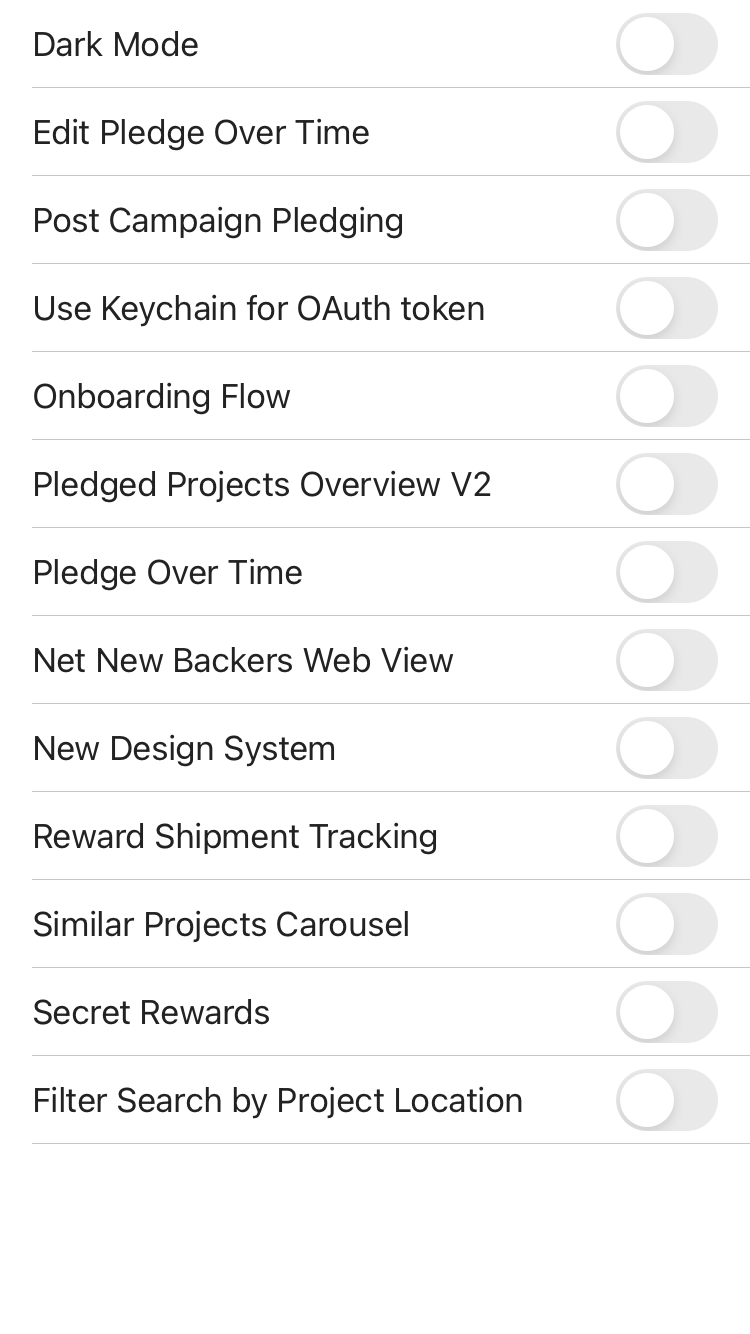 Dark Mode
Edit Pledge Over Time
Post Campaign Pledging
Use Keychain for OAuth token
Onboarding Flow
Pledged Projects Overview V2
Pledge Over Time
Net New Backers Web View
New Design System
Reward Shipment Tracking
Similar Projects Carousel
Secret Rewards
Filter Search by Project Location